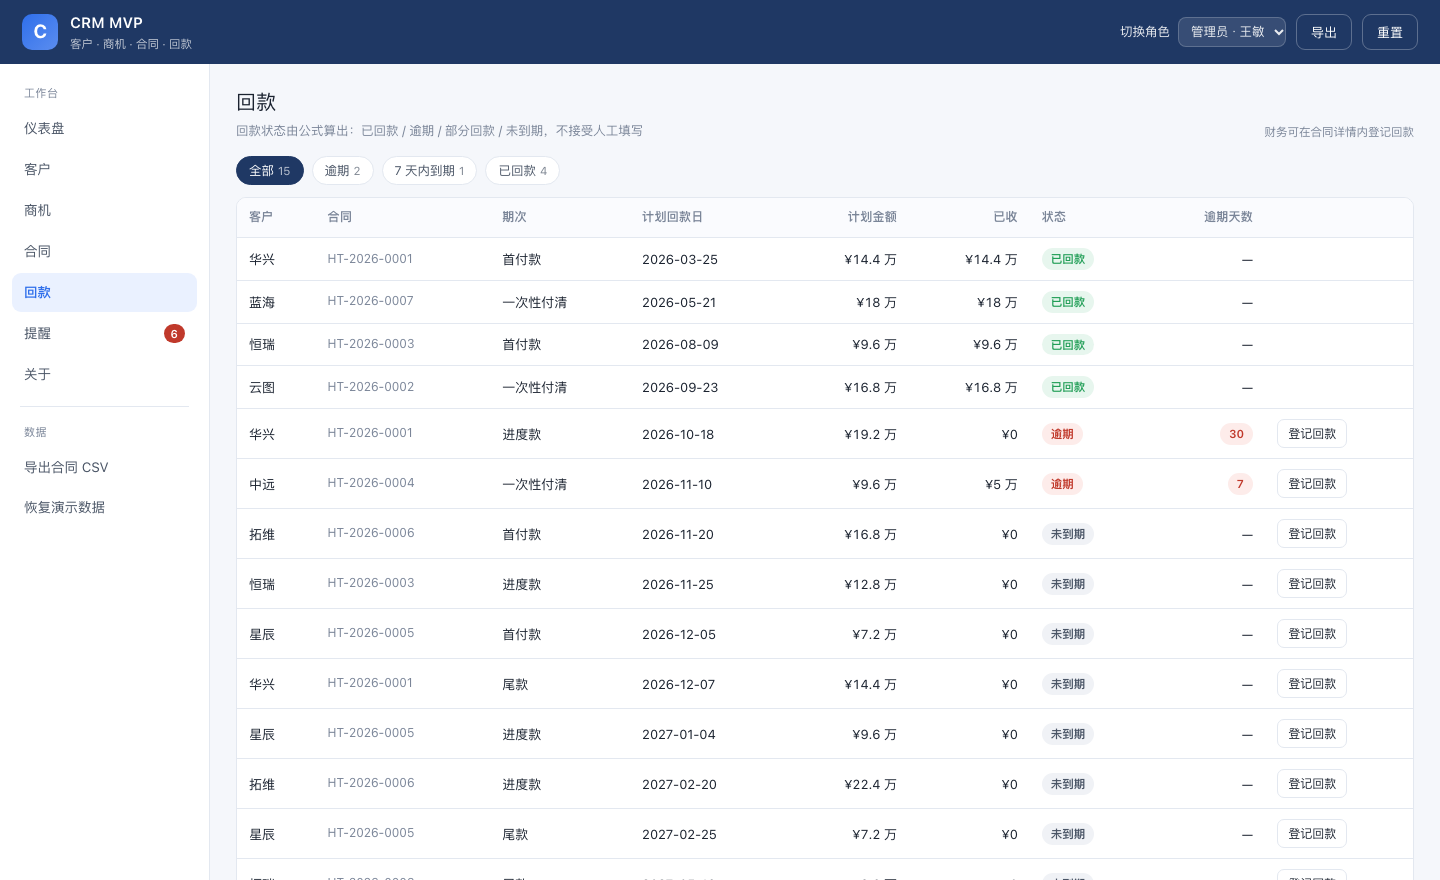 C
CRM MVP
客户 · 商机 · 合同 · 回款
切换角色 管理员 · 王敏 导出 重置
工作台
仪表盘
客户
商机
合同
回款
提醒 6
关于
数据
导出合同 CSV
恢复演示数据
回款
回款状态由公式算出：已回款 / 逾期 / 部分回款 / 未到期，不接受人工填写
财务可在合同详情内登记回款
全部 15 逾期 2 7 天内到期 1 已回款 4
客户 合同 期次 计划回款日 计划金额 已收 状态 逾期天数
华兴 HT-2026-0001 首付款 2026-03-25 ¥14.4 万 ¥14.4 万 已回款 —
蓝海 HT-2026-0007 一次性付清 2026-05-21 ¥18 万 ¥18 万 已回款 —
恒瑞 HT-2026-0003 首付款 2026-08-09 ¥9.6 万 ¥9.6 万 已回款 —
云图 HT-2026-0002 一次性付清 2026-09-23 ¥16.8 万 ¥16.8 万 已回款 —
华兴 HT-2026-0001 进度款 2026-10-18 ¥19.2 万 ¥0 逾期 30 登记回款
中远 HT-2026-0004 一次性付清 2026-11-10 ¥9.6 万 ¥5 万 逾期 7 登记回款
拓维 HT-2026-0006 首付款 2026-11-20 ¥16.8 万 ¥0 未到期 — 登记回款
恒瑞 HT-2026-0003 进度款 2026-11-25 ¥12.8 万 ¥0 未到期 — 登记回款
星辰 HT-2026-0005 首付款 2026-12-05 ¥7.2 万 ¥0 未到期 — 登记回款
华兴 HT-2026-0001 尾款 2026-12-07 ¥14.4 万 ¥0 未到期 — 登记回款
星辰 HT-2026-0005 进度款 2027-01-04 ¥9.6 万 ¥0 未到期 — 登记回款
拓维 HT-2026-0006 进度款 2027-02-20 ¥22.4 万 ¥0 未到期 — 登记回款
星辰 HT-2026-0005 尾款 2027-02-25 ¥7.2 万 ¥0 未到期 — 登记回款